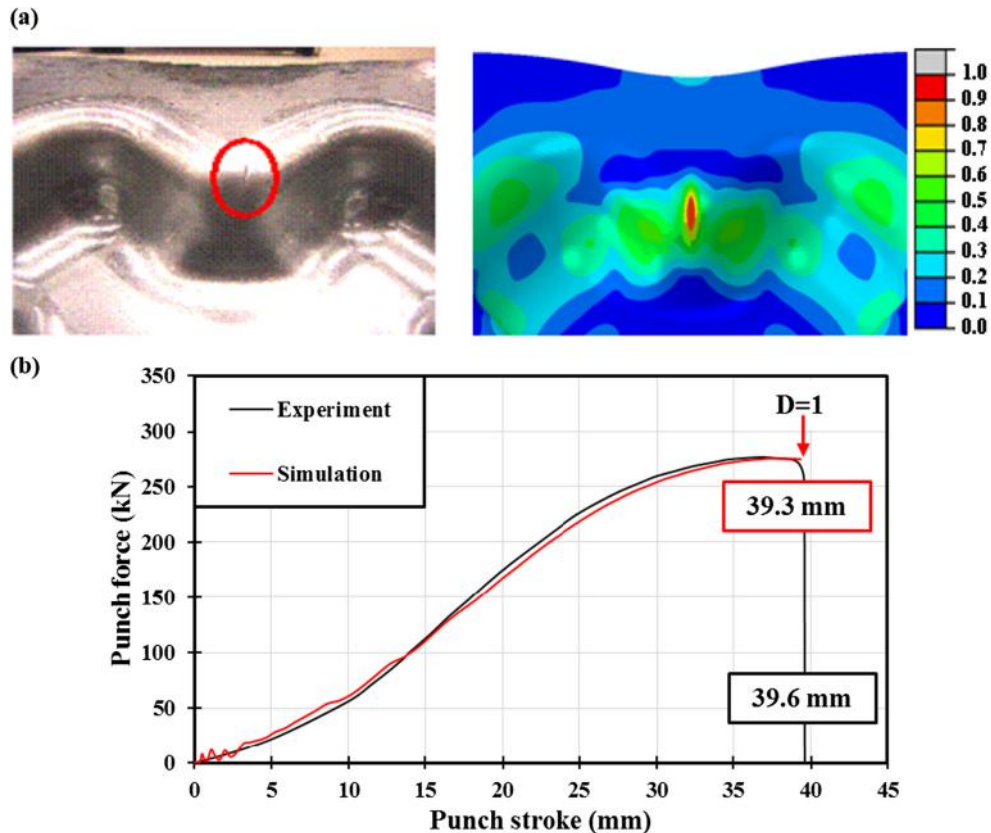 (a)
1.0
0.9
0.8
0.7
0.6
0.5
0.4
0.3
0.2
0.1
0.0
(b)
350
300
250
200
150
100
50
0
Punch force (kN)
Experiment
Simulation
D=1
39.3 mm
39.6 mm
0 5 10 15 20 25 30 35 40 45
Punch stroke (mm)